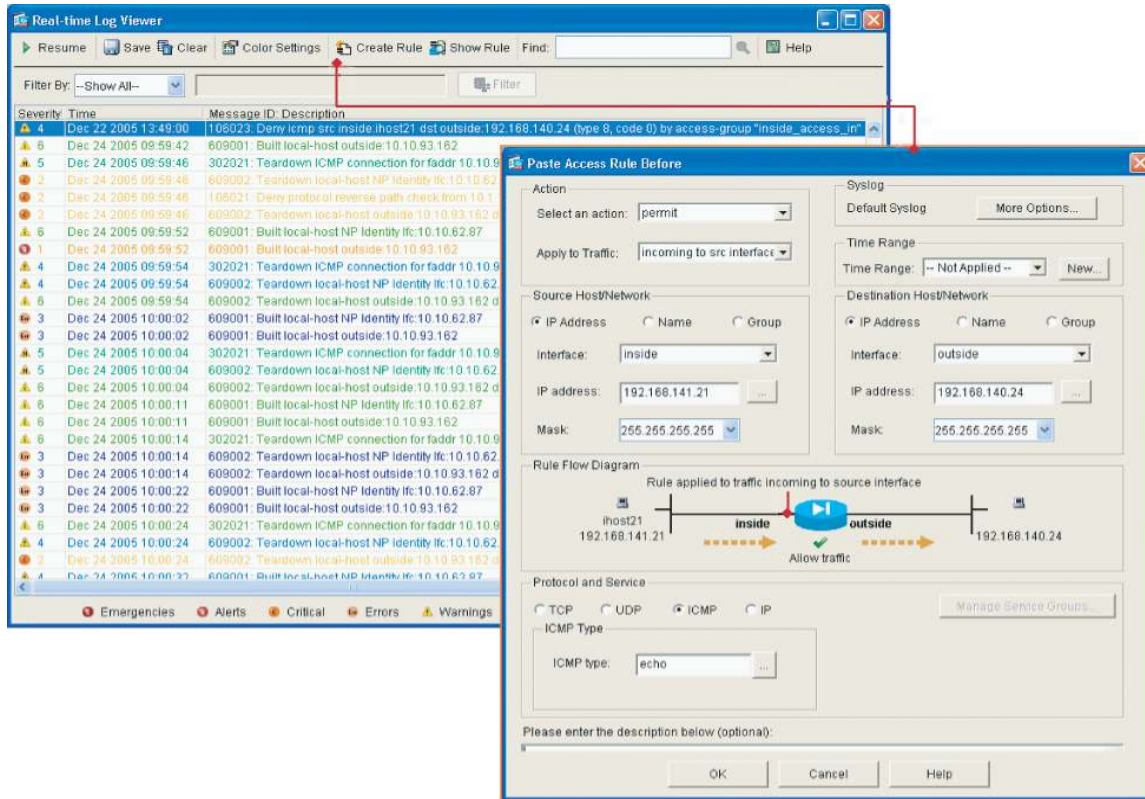 Real-time Log Viewer
Resume Save Clear Color Settings Create Rule Show Rule Find: Help
Filter By: --Show All-- Filter
Severity Time Message ID: Description
4 Dec 22 2005 13:49:00 106023: Deny icmp src inside:ihost21 dst outside:192.168.140.24 (type 8, code 0) by access-group "inside_access_in"
6 Dec 24 2005 09:59:42 609001: Built local-host outside:10.10.93.162
5 Dec 24 2005 09:59:46 302021: Teardown ICMP connection for faddr 10.10.9
2 Dec 24 2005 09:59:46 609002: Teardown local-host NP Identity Ifc:10.10.62
2 Dec 24 2005 09:59:46 106021: Deny protocol reverse path check from 10.1
2 Dec 24 2005 09:59:46 609002: Teardown local-host outside:10.10.93.162 d
6 Dec 24 2005 09:59:52 609001: Built local-host NP Identity Ifc:10.10.62.87
1 Dec 24 2005 09:59:52 609001: Built local-host outside:10.10.93.162
4 Dec 24 2005 09:59:54 302021: Teardown ICMP connection for faddr 10.10.9
4 Dec 24 2005 09:59:54 609002: Teardown local-host NP Identity Ifc:10.10.62
6 Dec 24 2005 09:59:54 609002: Teardown local-host outside:10.10.93.162 d
3 Dec 24 2005 10:00:02 609001: Built local-host NP Identity Ifc:10.10.62.87
3 Dec 24 2005 10:00:02 609001: Built local-host outside:10.10.93.162
5 Dec 24 2005 10:00:04 302021: Teardown ICMP connection for faddr 10.10.9
5 Dec 24 2005 10:00:04 609002: Teardown local-host NP Identity Ifc:10.10.62
6 Dec 24 2005 10:00:04 609002: Teardown local-host outside:10.10.93.162 d
6 Dec 24 2005 10:00:11 609001: Built local-host NP Identity Ifc:10.10.62.87
6 Dec 24 2005 10:00:11 609001: Built local-host outside:10.10.93.162
6 Dec 24 2005 10:00:14 302021: Teardown ICMP connection for faddr 10.10.9
3 Dec 24 2005 10:00:14 609002: Teardown local-host NP Identity Ifc:10.10.62
3 Dec 24 2005 10:00:14 609002: Teardown local-host outside:10.10.93.162 d
3 Dec 24 2005 10:00:22 609001: Built local-host NP Identity Ifc:10.10.62.87
3 Dec 24 2005 10:00:22 609001: Built local-host outside:10.10.93.162
6 Dec 24 2005 10:00:24 302021: Teardown ICMP connection for faddr 10.10.9
4 Dec 24 2005 10:00:24 609002: Teardown local-host NP Identity Ifc:10.10.62
2 Dec 24 2005 10:00:24 609002: Teardown local-host outside:10.10.93.162 d
4 Dec 24 2005 10:00:32 609001: Built local-host NP Identity Ifc:10.10.62.87
Emergencies Alerts Critical Errors Warnings
Paste Access Rule Before
Action
Select an action: permit
Apply to Traffic: incoming to src interface
Syslog
Default Syslog More Options...
Time Range
Time Range: -- Not Applied -- New...
Source Host/Network
IP Address Name Group
Interface: inside
IP address: 192.168.141.21 ...
Mask: 255.255.255.255
Destination Host/Network
IP Address Name Group
Interface: outside
IP address: 192.168.140.24 ...
Mask: 255.255.255.255
Rule Flow Diagram
Rule applied to traffic incoming to source interface
ihost21
192.168.141.21
inside
outside
192.168.140.24
Allow traffic
Protocol and Service
TCP UDP ICMP IP
Manage Service Groups...
ICMP Type
ICMP type: echo ...
Please enter the description below (optional):
OK Cancel Help